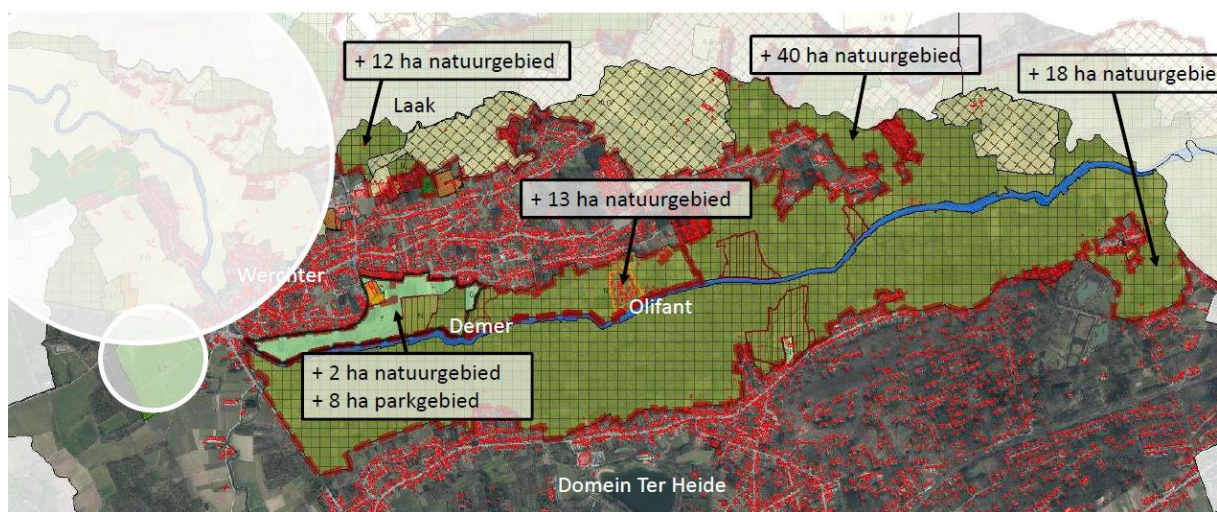 + 12 ha natuurgebied
+ 40 ha natuurgebied
+ 18 ha natuurgebie
Laak
+ 13 ha natuurgebied
Werchter
Olifant
Demer
+ 2 ha natuurgebied
+ 8 ha parkgebied
Domein Ter Heide